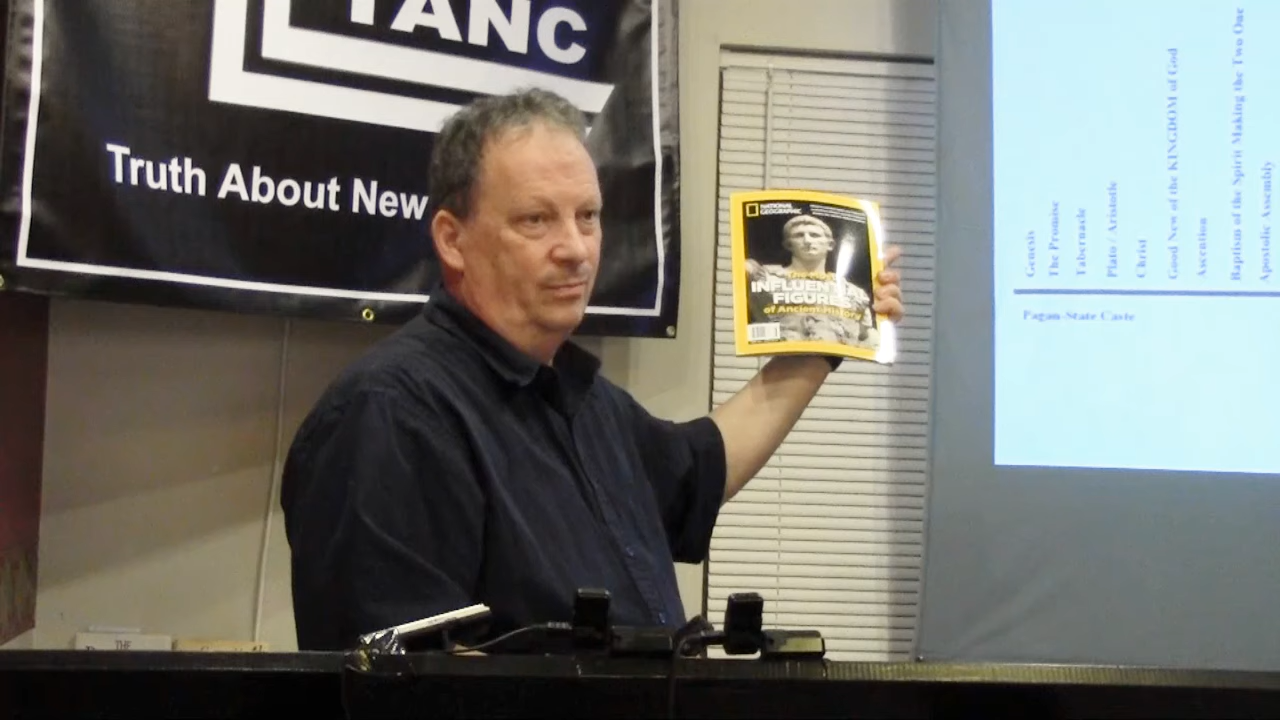 TANC
Truth About New
NATIONAL
GEOGRAPHIC
INFLUENTIAL
FIGURES
of Ancient History
THE
Genesis
The Promise
Tabernacle
Plato / Aristotle
Christ
Good New of the KINGDOM of God
Ascention
Baptism of the Spirit Making the Two One
Apostolic Assembly
Pagan-State Caste